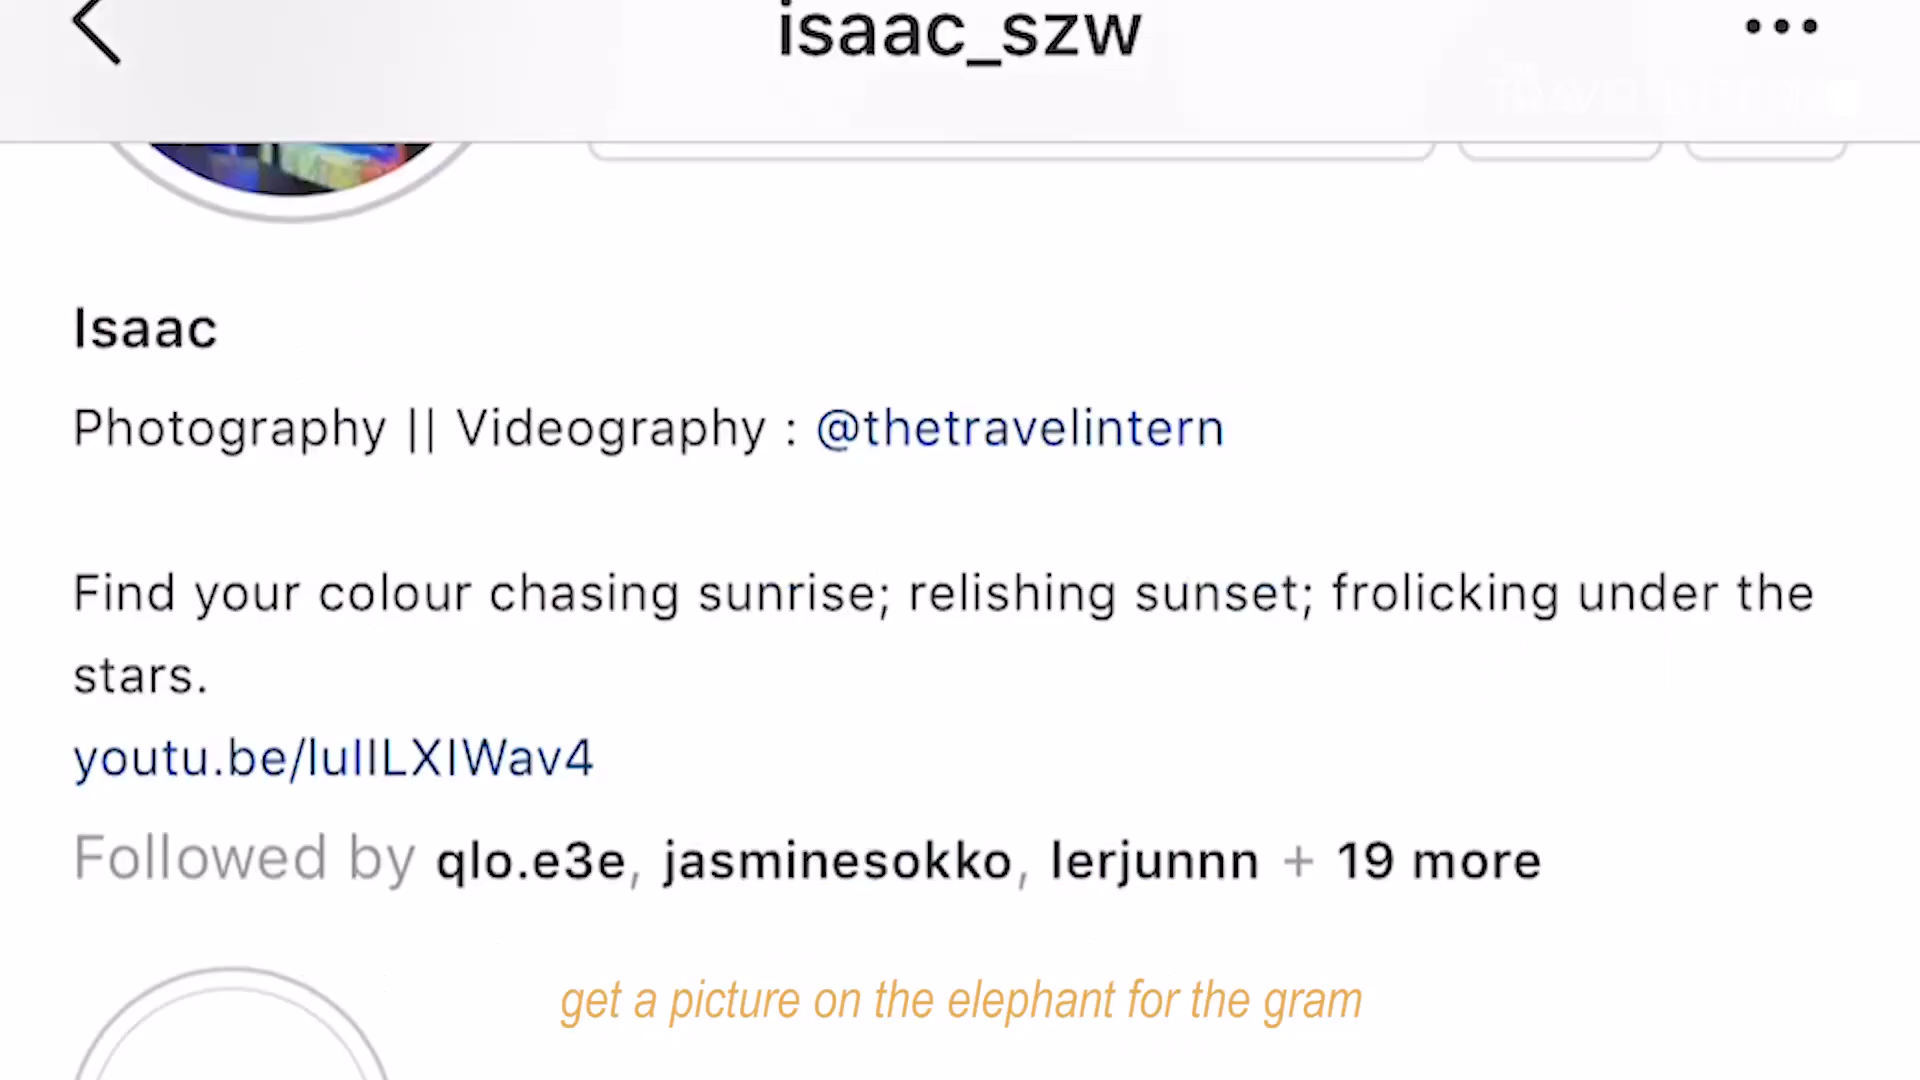 isaac_szw
Isaac
Photography || Videography : @thetravelintern
Find your colour chasing sunrise; relishing sunset; frolicking under the
stars.
youtu.be/IuIILXIWav4
Followed by qlo.e3e, jasminesokko, lerjunnn + 19 more
get a picture on the elephant for the gram